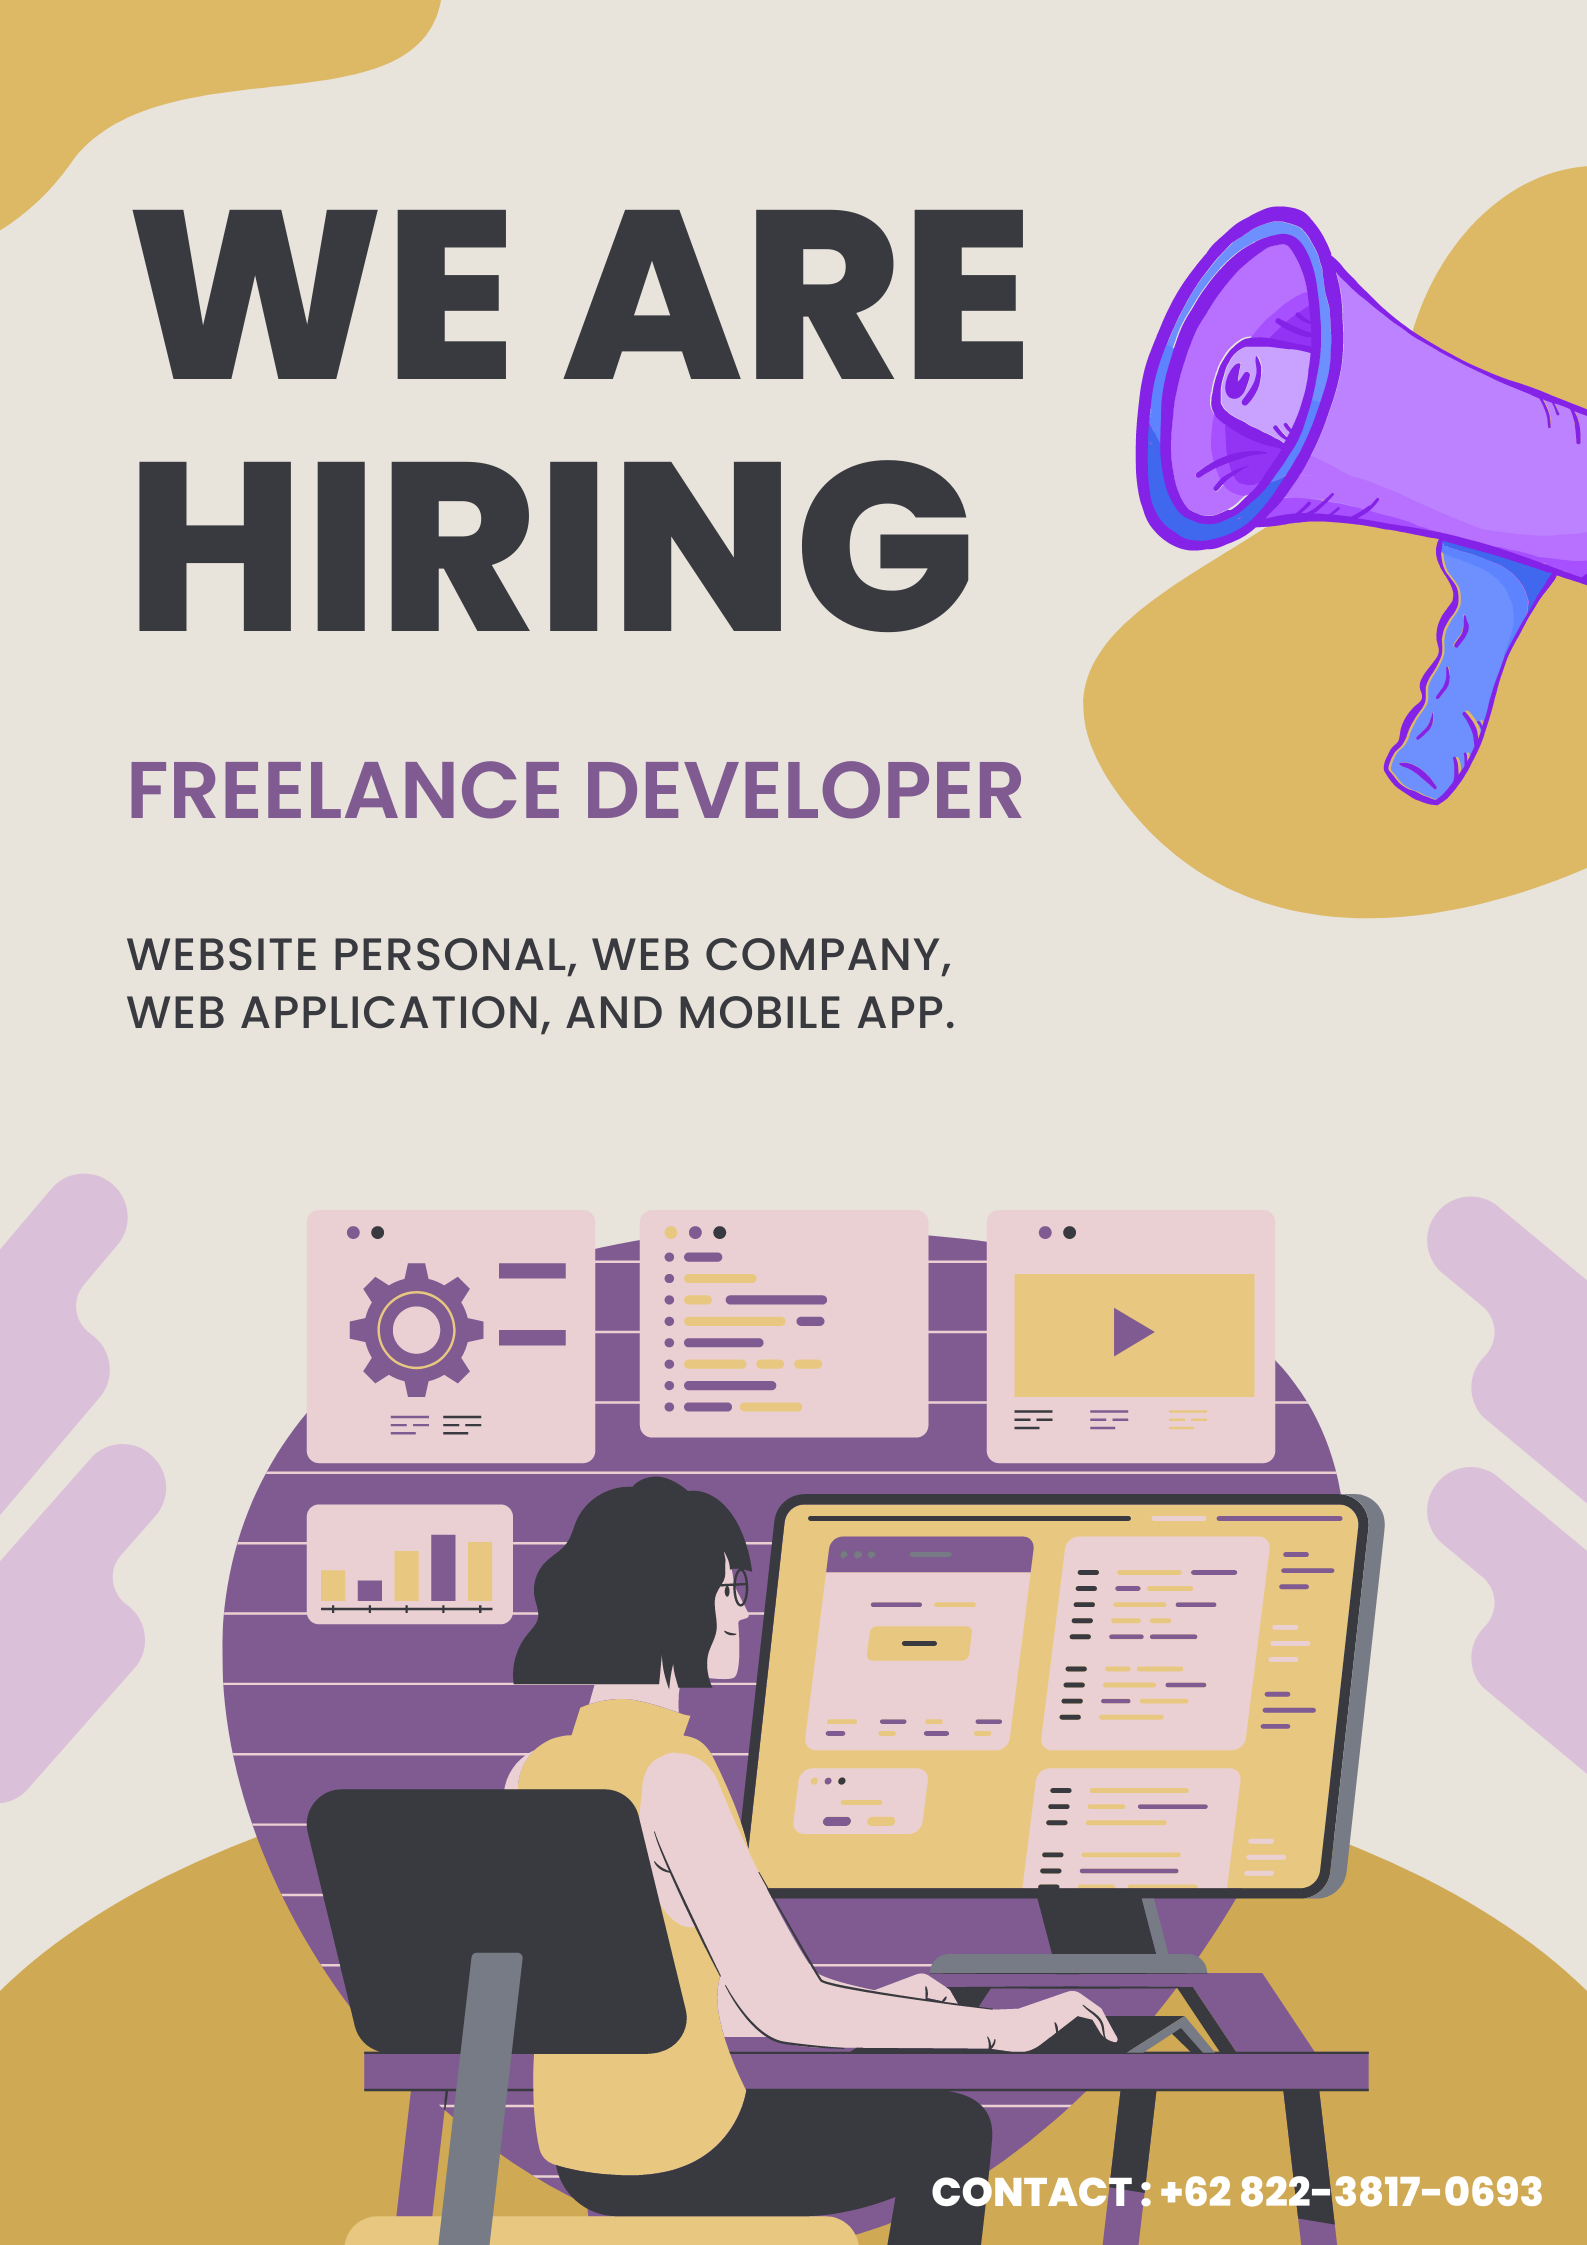 WE ARE
HIRING
FREELANCE DEVELOPER
WEBSITE PERSONAL, WEB COMPANY,
WEB APPLICATION, AND MOBILE APP.
CONTACT : +62 822-3817-0693